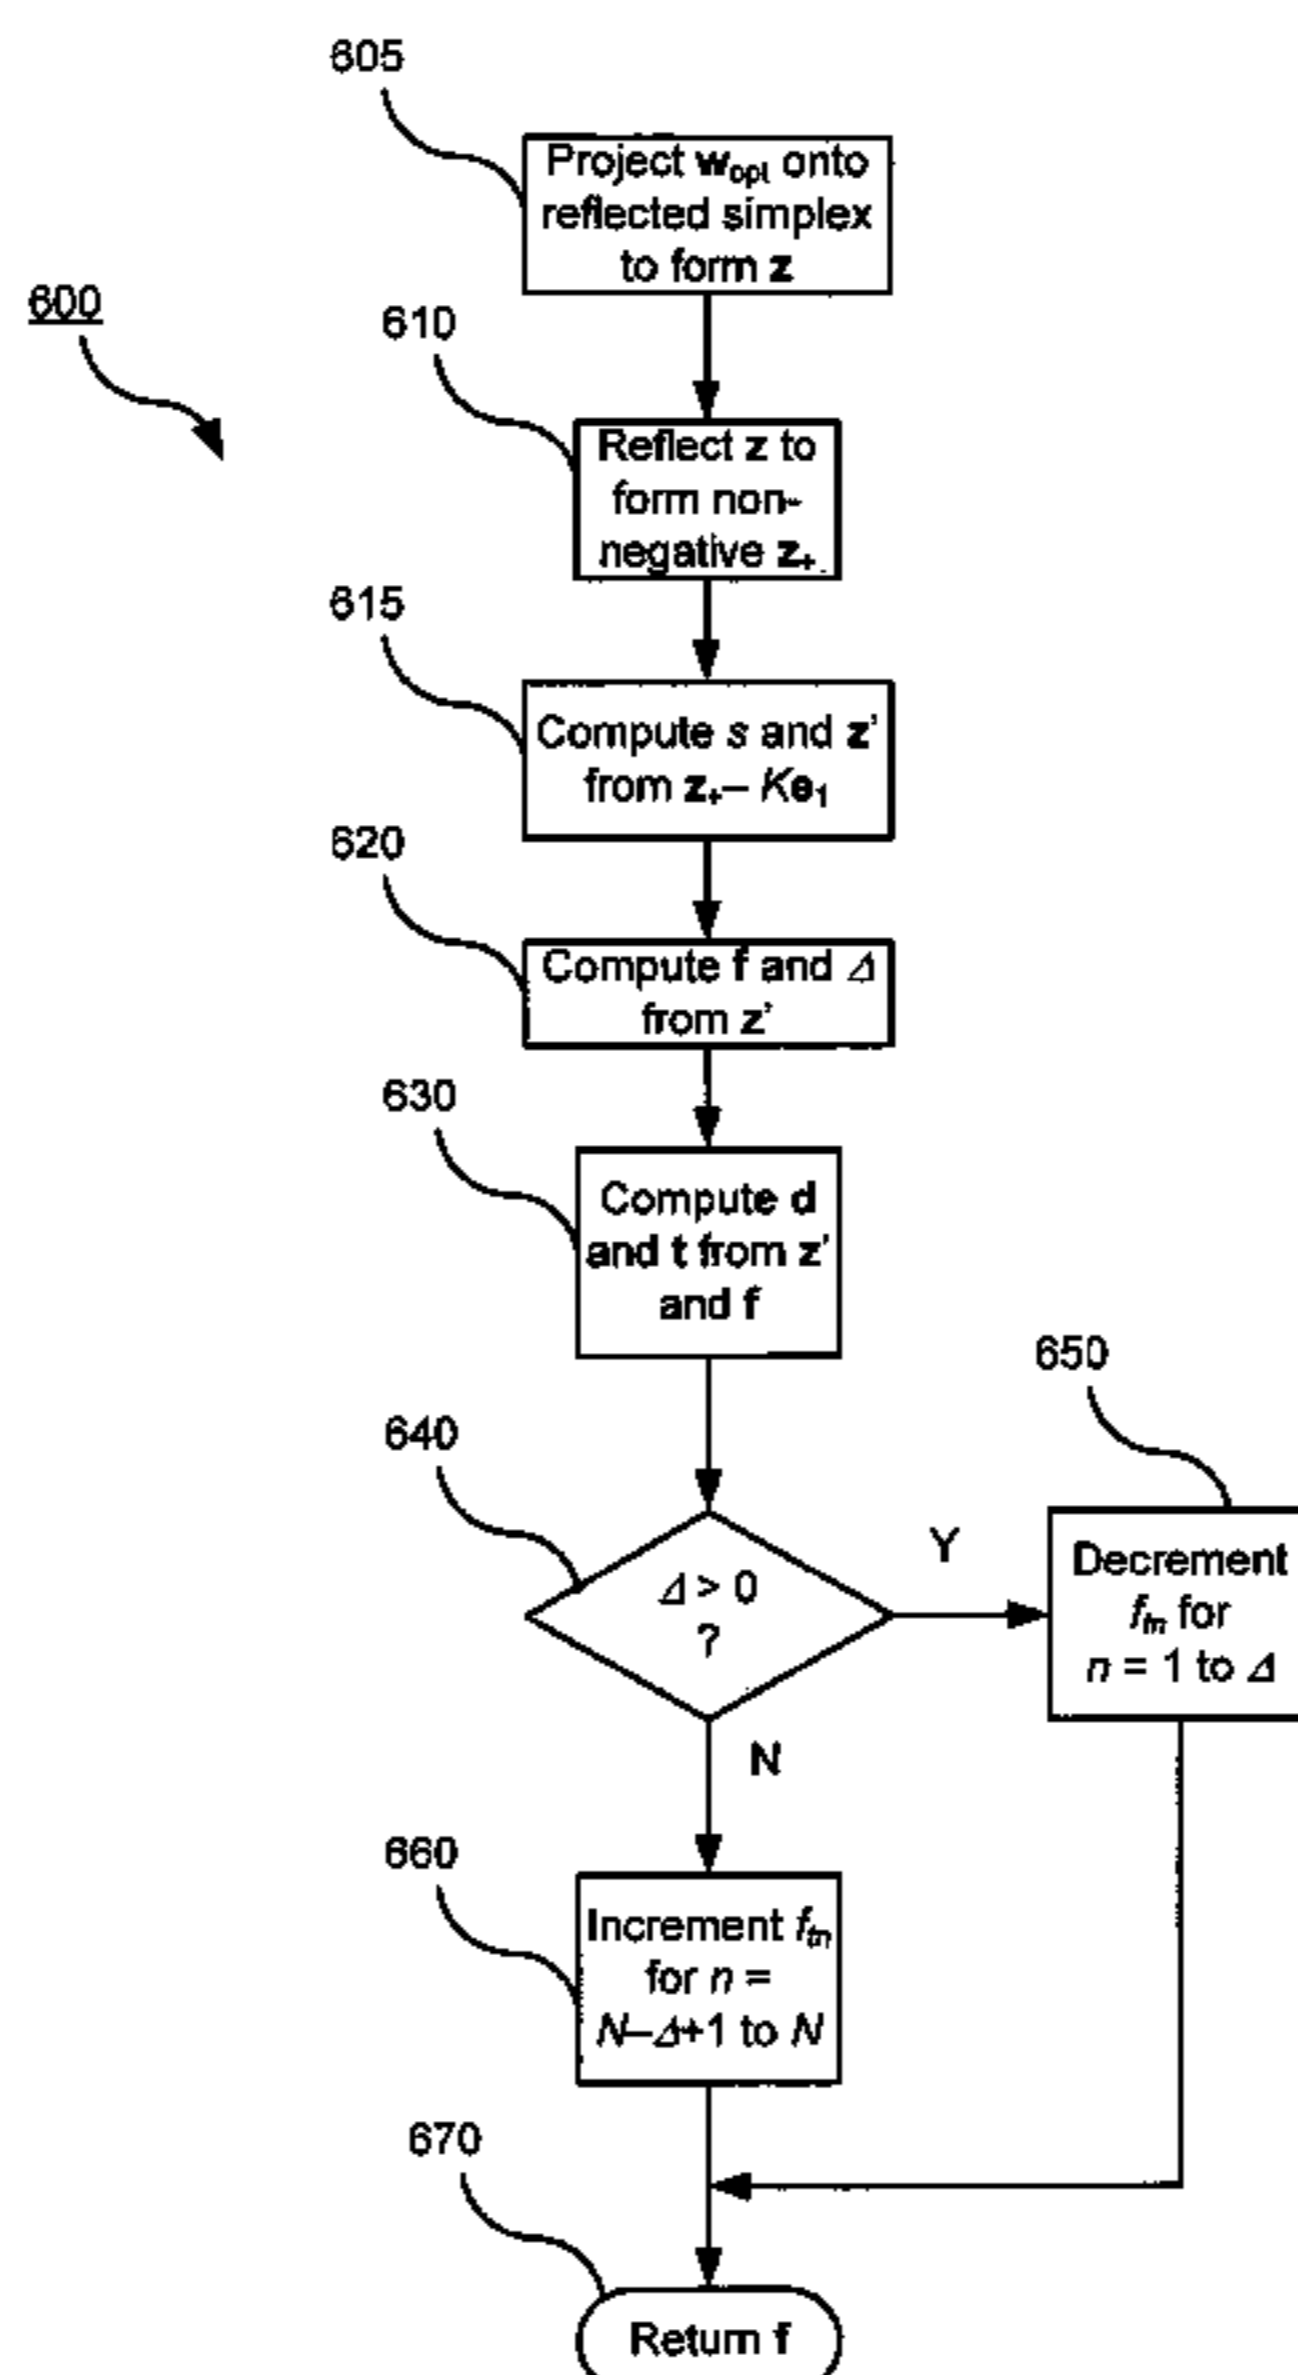 605
Project w_opt onto
reflected simplex
to form z
600
610
Reflect z to
form non-
negative z₊
615
Compute s and z'
from z₊– Ke₁
620
Compute f and Δ
from z'
630
Compute d
and t from z'
and f
640
Δ > 0
?
Y
650
Decrement
f_tn for
n = 1 to Δ
N
660
Increment f_tn
for n =
N–Δ+1 to N
670
Return f